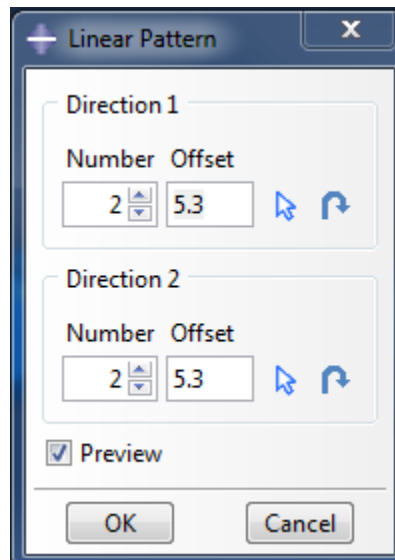 Linear Pattern
Direction 1
Number Offset
2 5.3
Direction 2
Number Offset
2 5.3
Preview
OK Cancel